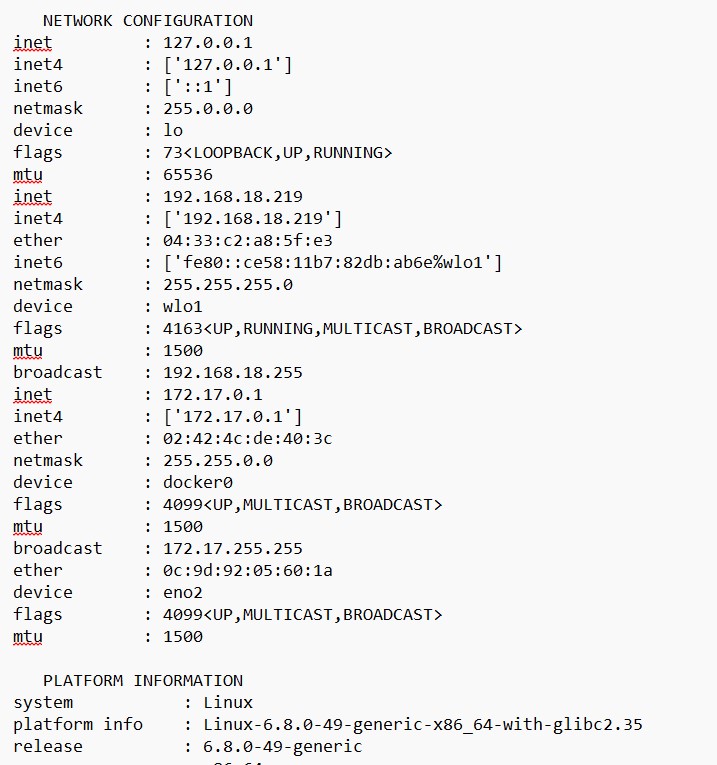 NETWORK CONFIGURATION
inet : 127.0.0.1
inet4 : ['127.0.0.1']
inet6 : ['::1']
netmask : 255.0.0.0
device : lo
flags : 73<LOOPBACK,UP,RUNNING>
mtu : 65536
inet : 192.168.18.219
inet4 : ['192.168.18.219']
ether : 04:33:c2:a8:5f:e3
inet6 : ['fe80::ce58:11b7:82db:ab6e%wlo1']
netmask : 255.255.255.0
device : wlo1
flags : 4163<UP,RUNNING,MULTICAST,BROADCAST>
mtu : 1500
broadcast : 192.168.18.255
inet : 172.17.0.1
inet4 : ['172.17.0.1']
ether : 02:42:4c:de:40:3c
netmask : 255.255.0.0
device : docker0
flags : 4099<UP,MULTICAST,BROADCAST>
mtu : 1500
broadcast : 172.17.255.255
ether : 0c:9d:92:05:60:1a
device : eno2
flags : 4099<UP,MULTICAST,BROADCAST>
mtu : 1500
PLATFORM INFORMATION
system : Linux
platform info : Linux-6.8.0-49-generic-x86_64-with-glibc2.35
release : 6.8.0-49-generic